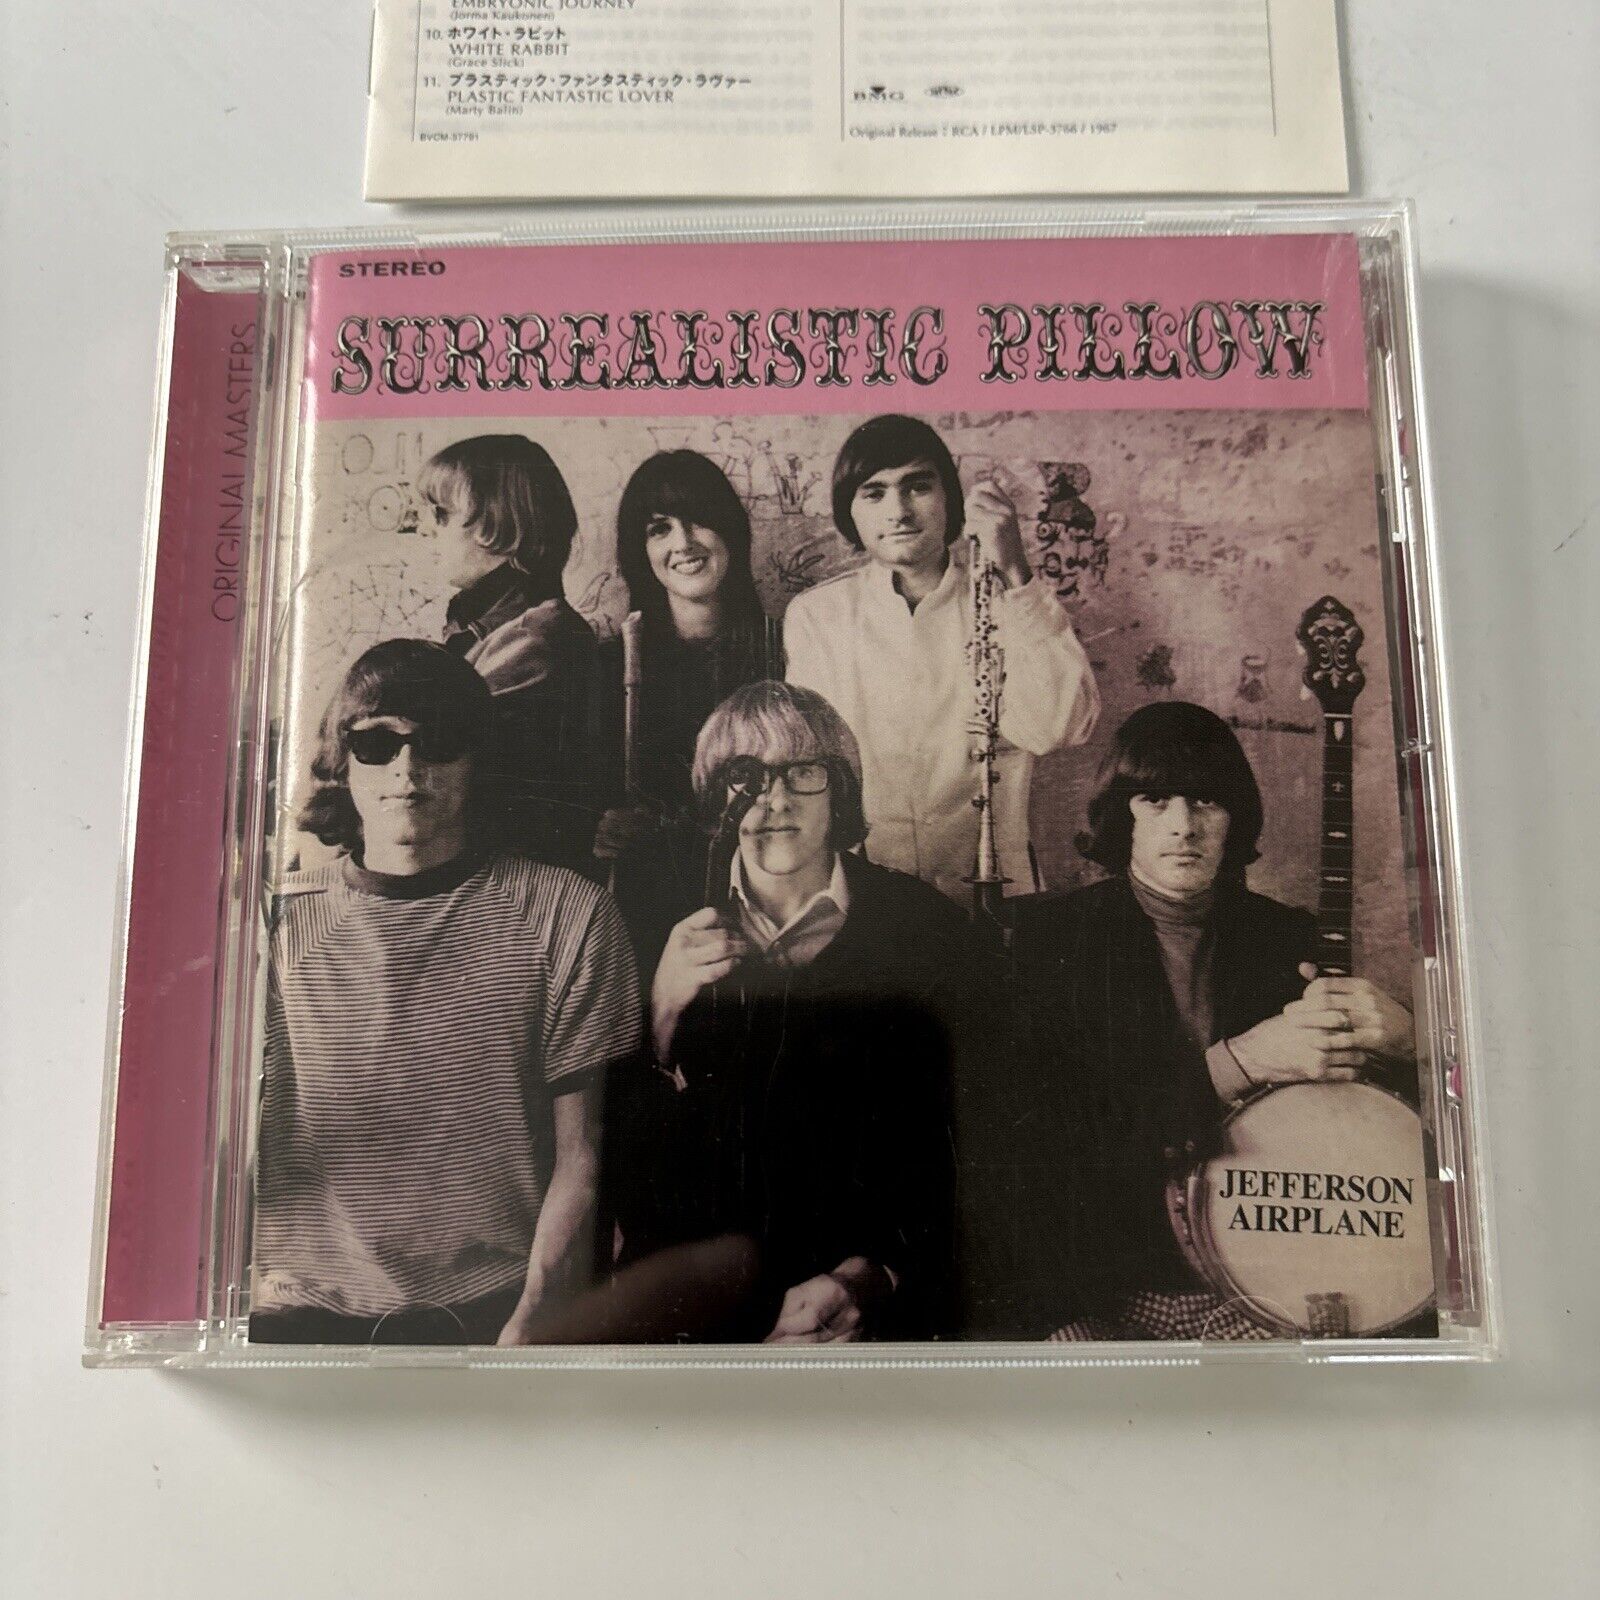 EMBRYONIC JOURNEY
(Jorma Kaukonen)
10. ホワイト・ラビット
WHITE RABBIT
(Grace Slick)
11. プラスティック・ファンタスティック・ラヴァー
PLASTIC FANTASTIC LOVER
(Marty Balin)
BVCM-37791
BMG
Original Release : RCA / LPM/LSP-3766 / 1967
ORIGINAL MASTERS
STEREO
SURREALISTIC PILLOW
JEFFERSON
AIRPLANE